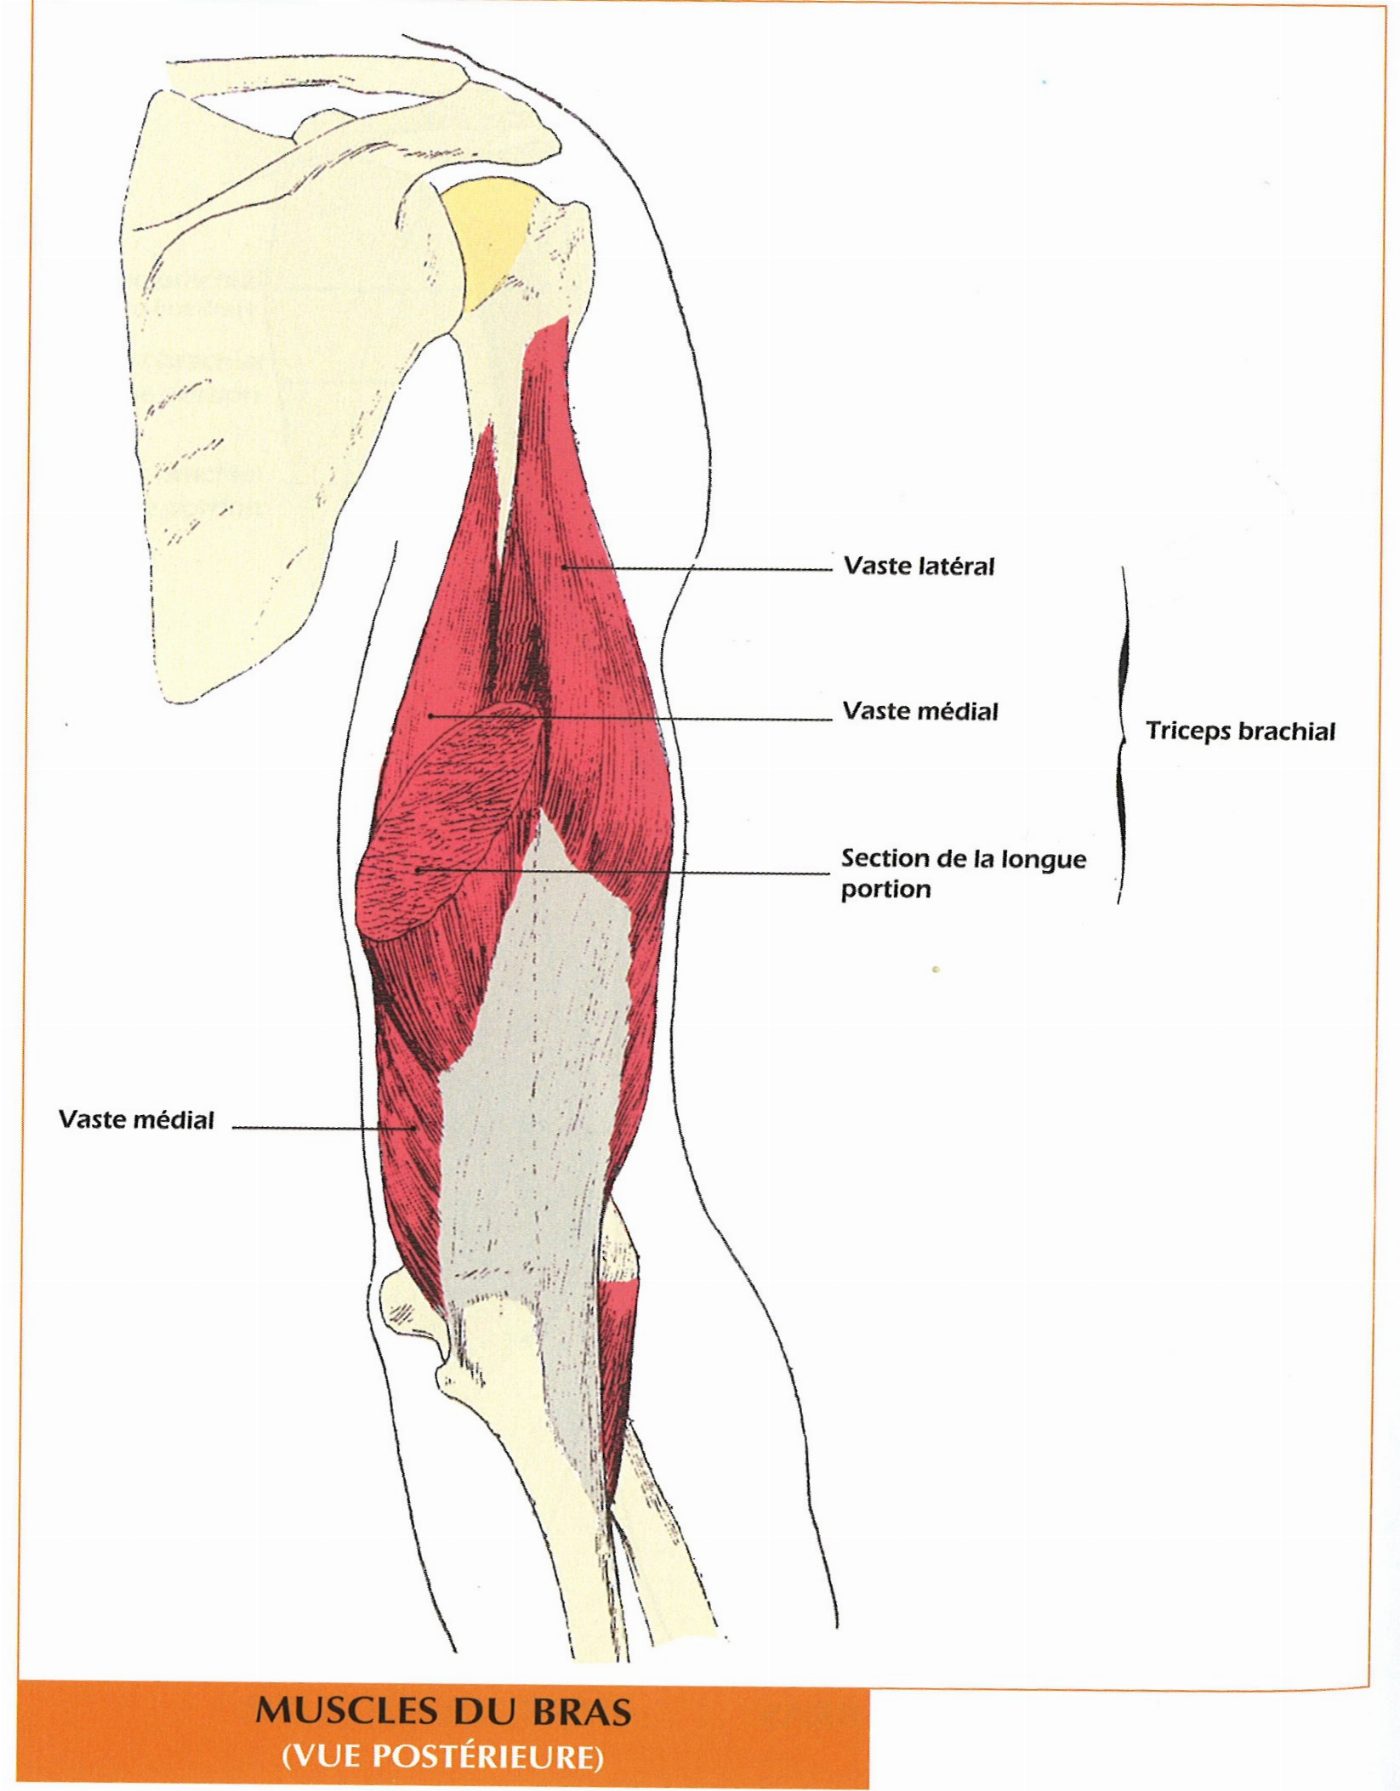 Vaste latéral
Vaste médial
Triceps brachial
Section de la longue
portion
Vaste médial
MUSCLES DU BRAS
(VUE POSTÉRIEURE)